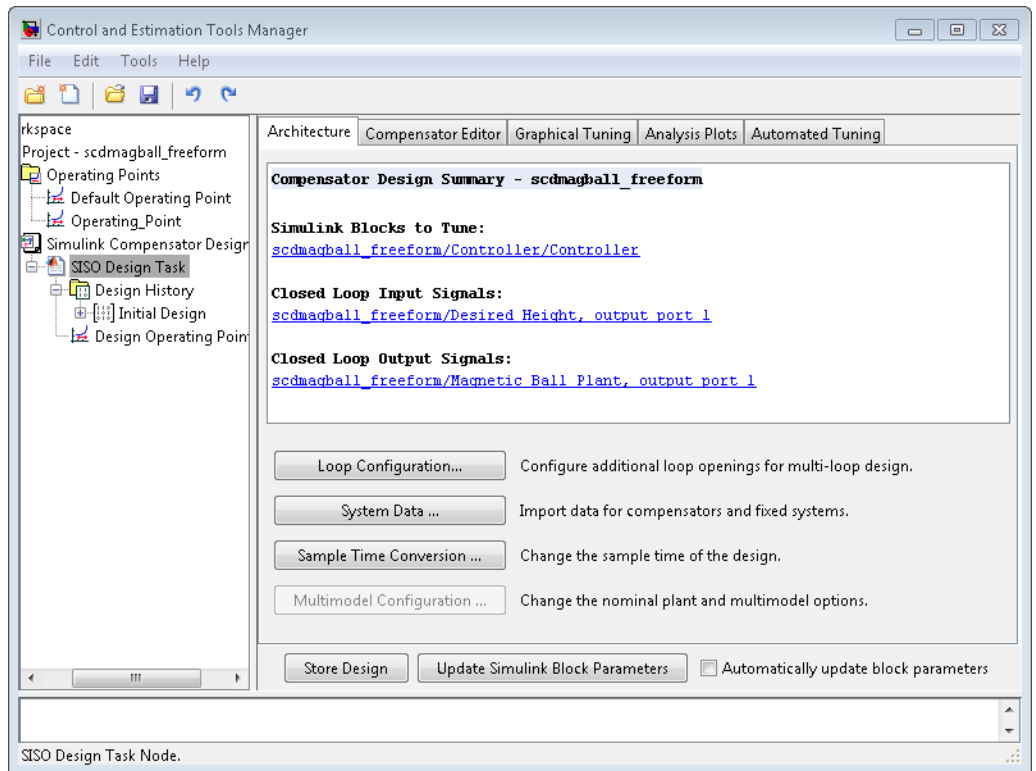 Control and Estimation Tools Manager
File Edit Tools Help
rkspace
Project - scdmagball_freeform
Operating Points
Default Operating Point
Operating_Point
Simulink Compensator Design
SISO Design Task
Design History
Initial Design
Design Operating Poin
Architecture Compensator Editor Graphical Tuning Analysis Plots Automated Tuning
Compensator Design Summary - scdmagball_freeform
Simulink Blocks to Tune:
scdmagball_freeform/Controller/Controller
Closed Loop Input Signals:
scdmagball_freeform/Desired Height, output port 1
Closed Loop Output Signals:
scdmagball_freeform/Magnetic Ball Plant, output port 1
Loop Configuration... Configure additional loop openings for multi-loop design.
System Data ... Import data for compensators and fixed systems.
Sample Time Conversion ... Change the sample time of the design.
Multimodel Configuration ... Change the nominal plant and multimodel options.
Store Design Update Simulink Block Parameters Automatically update block parameters
SISO Design Task Node.